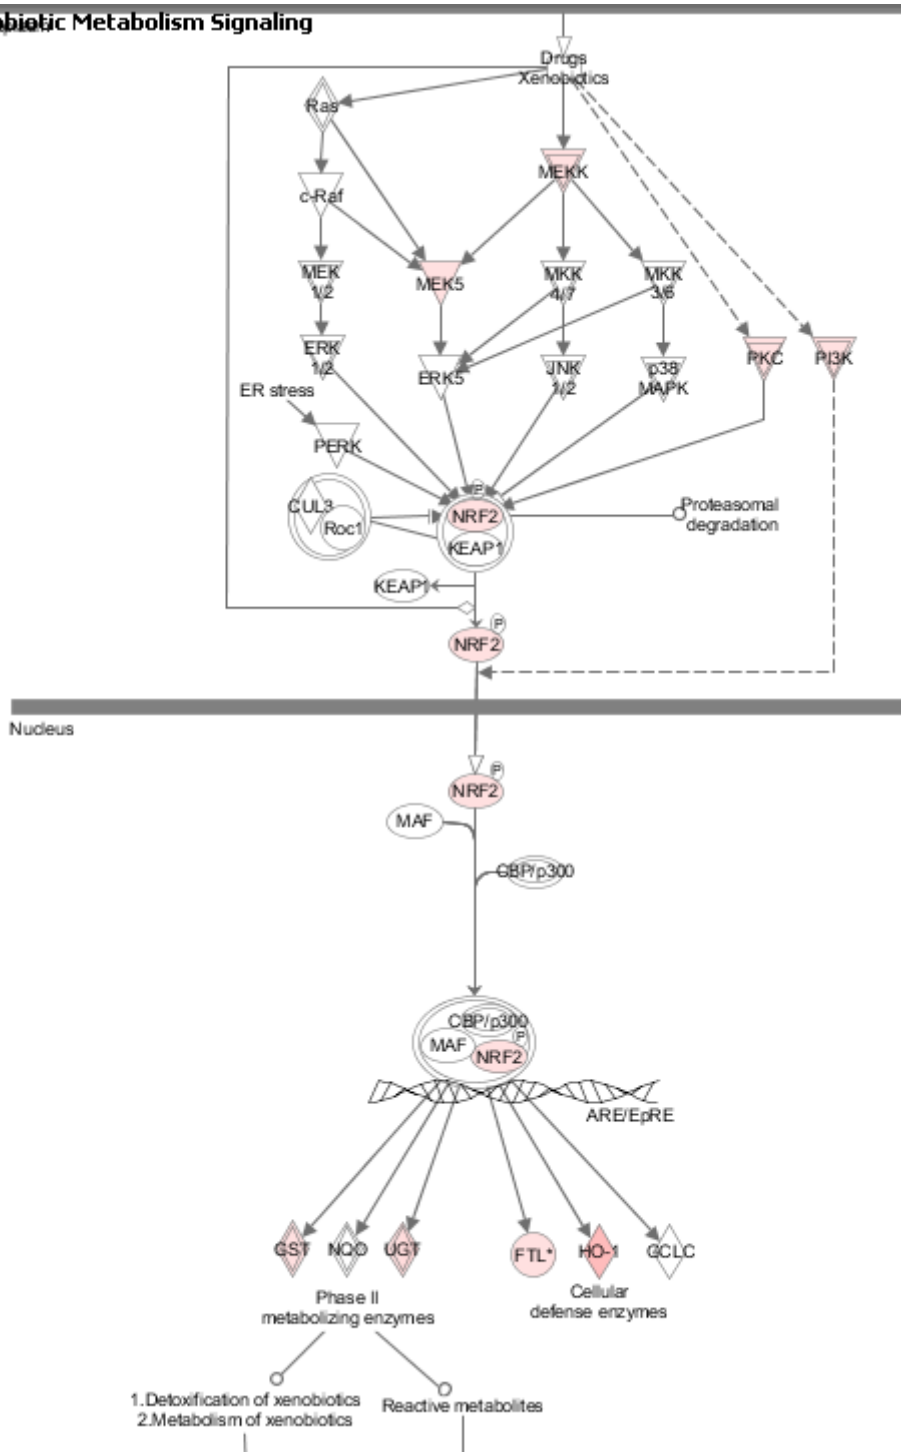 obiotic Metabolism Signaling
Drugs
Xenobiotics
Ras
MEKK
c-Raf
MEK
1/2
MEK5
MKK
4/7
MKK
3/6
ERK
1/2
ERK5
JNK
1/2
p38
MAPK
PKC
PI3K
ER stress
PERK
CUL3
Roc1
P
NRF2
KEAP1
Proteasomal
degradation
KEAP1
P
NRF2
Nucleus
P
NRF2
MAF
CBP/p300
CBP/p300
P
MAF
NRF2
ARE/EpRE
GST
NQO
UGT
FTL*
HO-1
GCLC
Phase II
metabolizing enzymes
Cellular
defense enzymes
1.Detoxification of xenobiotics
2.Metabolism of xenobiotics
Reactive metabolites